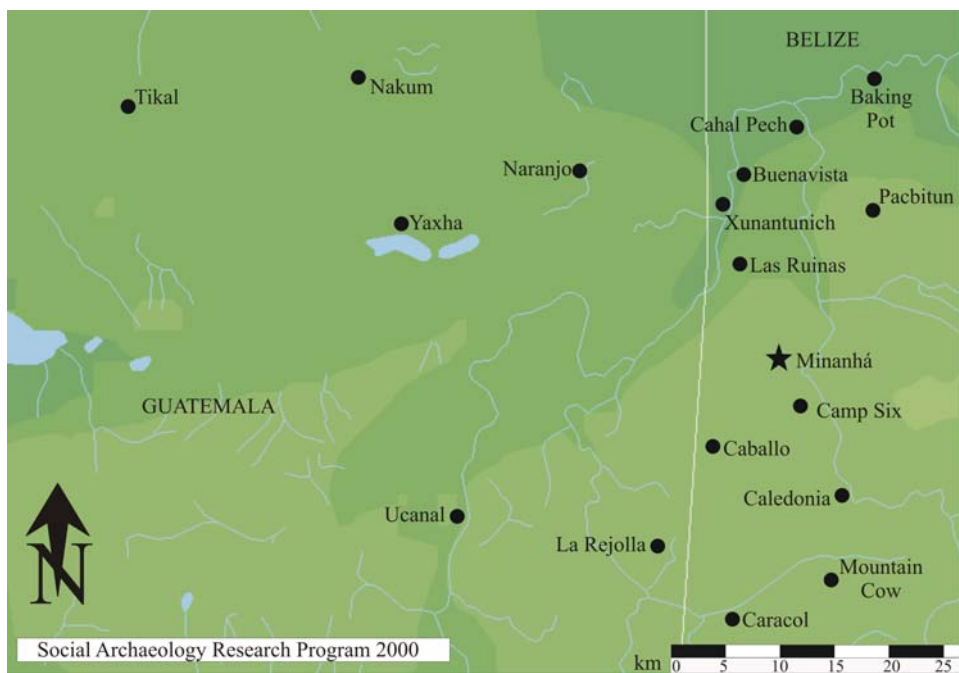 BELIZE
Tikal
Nakum
Baking
Pot
Cahal Pech
Naranjo
Buenavista
Pacbitun
Xunantunich
Yaxha
Las Ruinas
Minanhá
GUATEMALA
Camp Six
Caballo
Caledonia
Ucanal
La Rejolla
Mountain
Cow
N
Caracol
Social Archaeology Research Program 2000
km 0 5 10 15 20 25